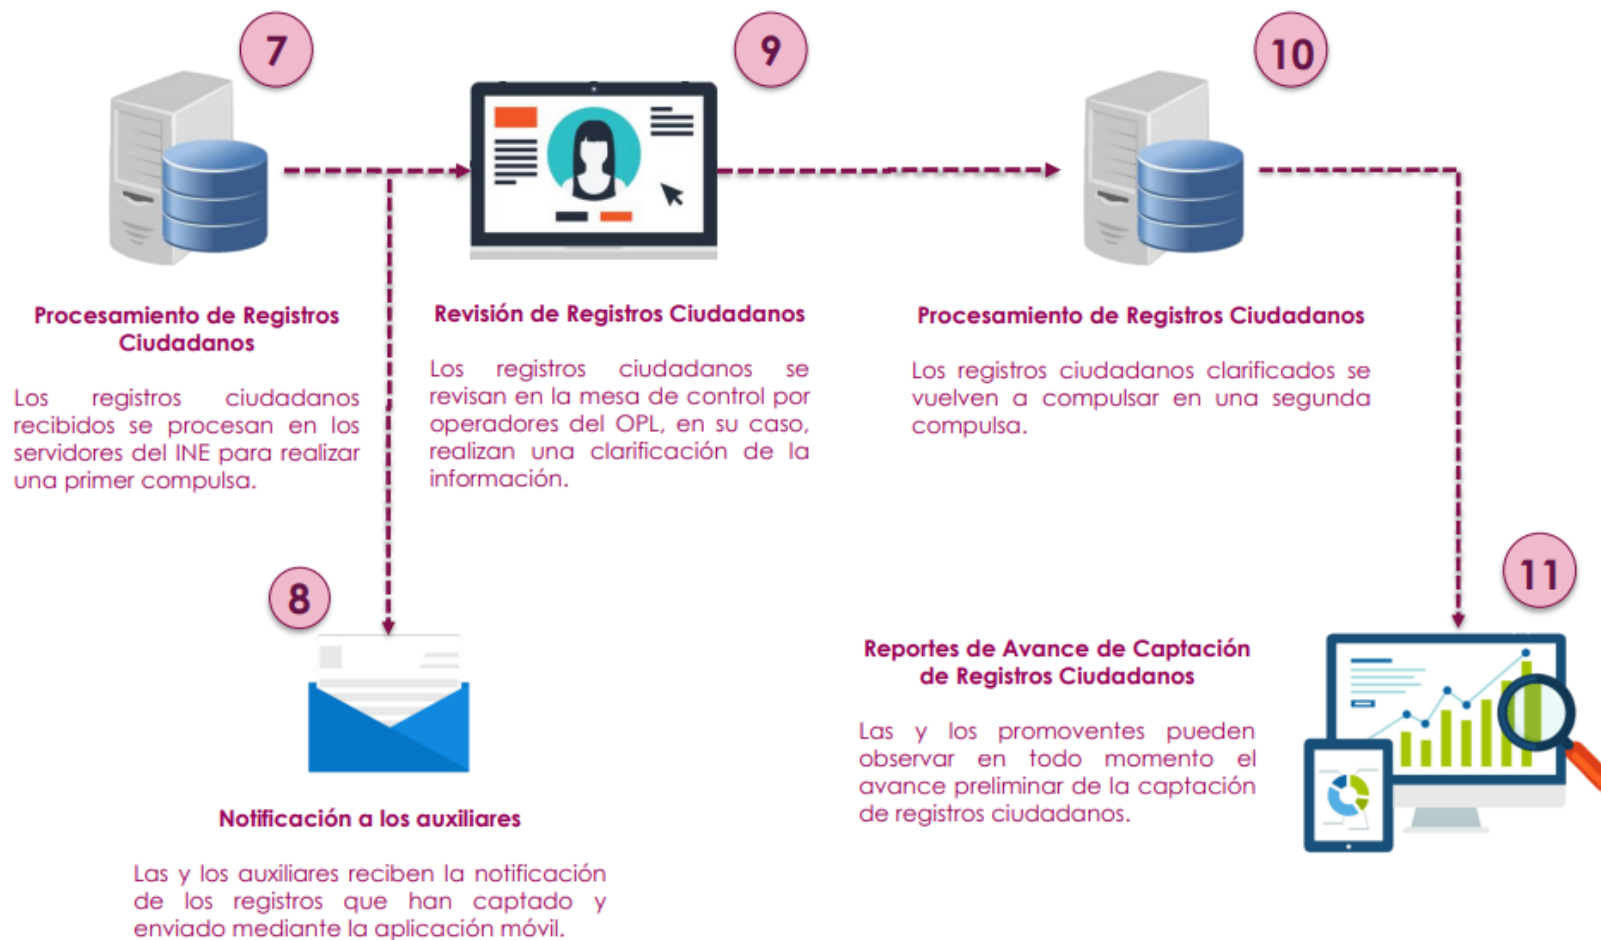 7
Procesamiento de Registros
Ciudadanos
Los registros ciudadanos
recibidos se procesan en los
servidores del INE para realizar
una primer compulsa.
8
Notificación a los auxiliares
Las y los auxiliares reciben la notificación
de los registros que han captado y
enviado mediante la aplicación móvil.
9
Revisión de Registros Ciudadanos
Los registros ciudadanos se
revisan en la mesa de control por
operadores del OPL, en su caso,
realizan una clarificación de la
información.
10
Procesamiento de Registros Ciudadanos
Los registros ciudadanos clarificados se
vuelven a compulsar en una segunda
compulsa.
11
Reportes de Avance de Captación
de Registros Ciudadanos
Las y los promoventes pueden
observar en todo momento el
avance preliminar de la captación
de registros ciudadanos.